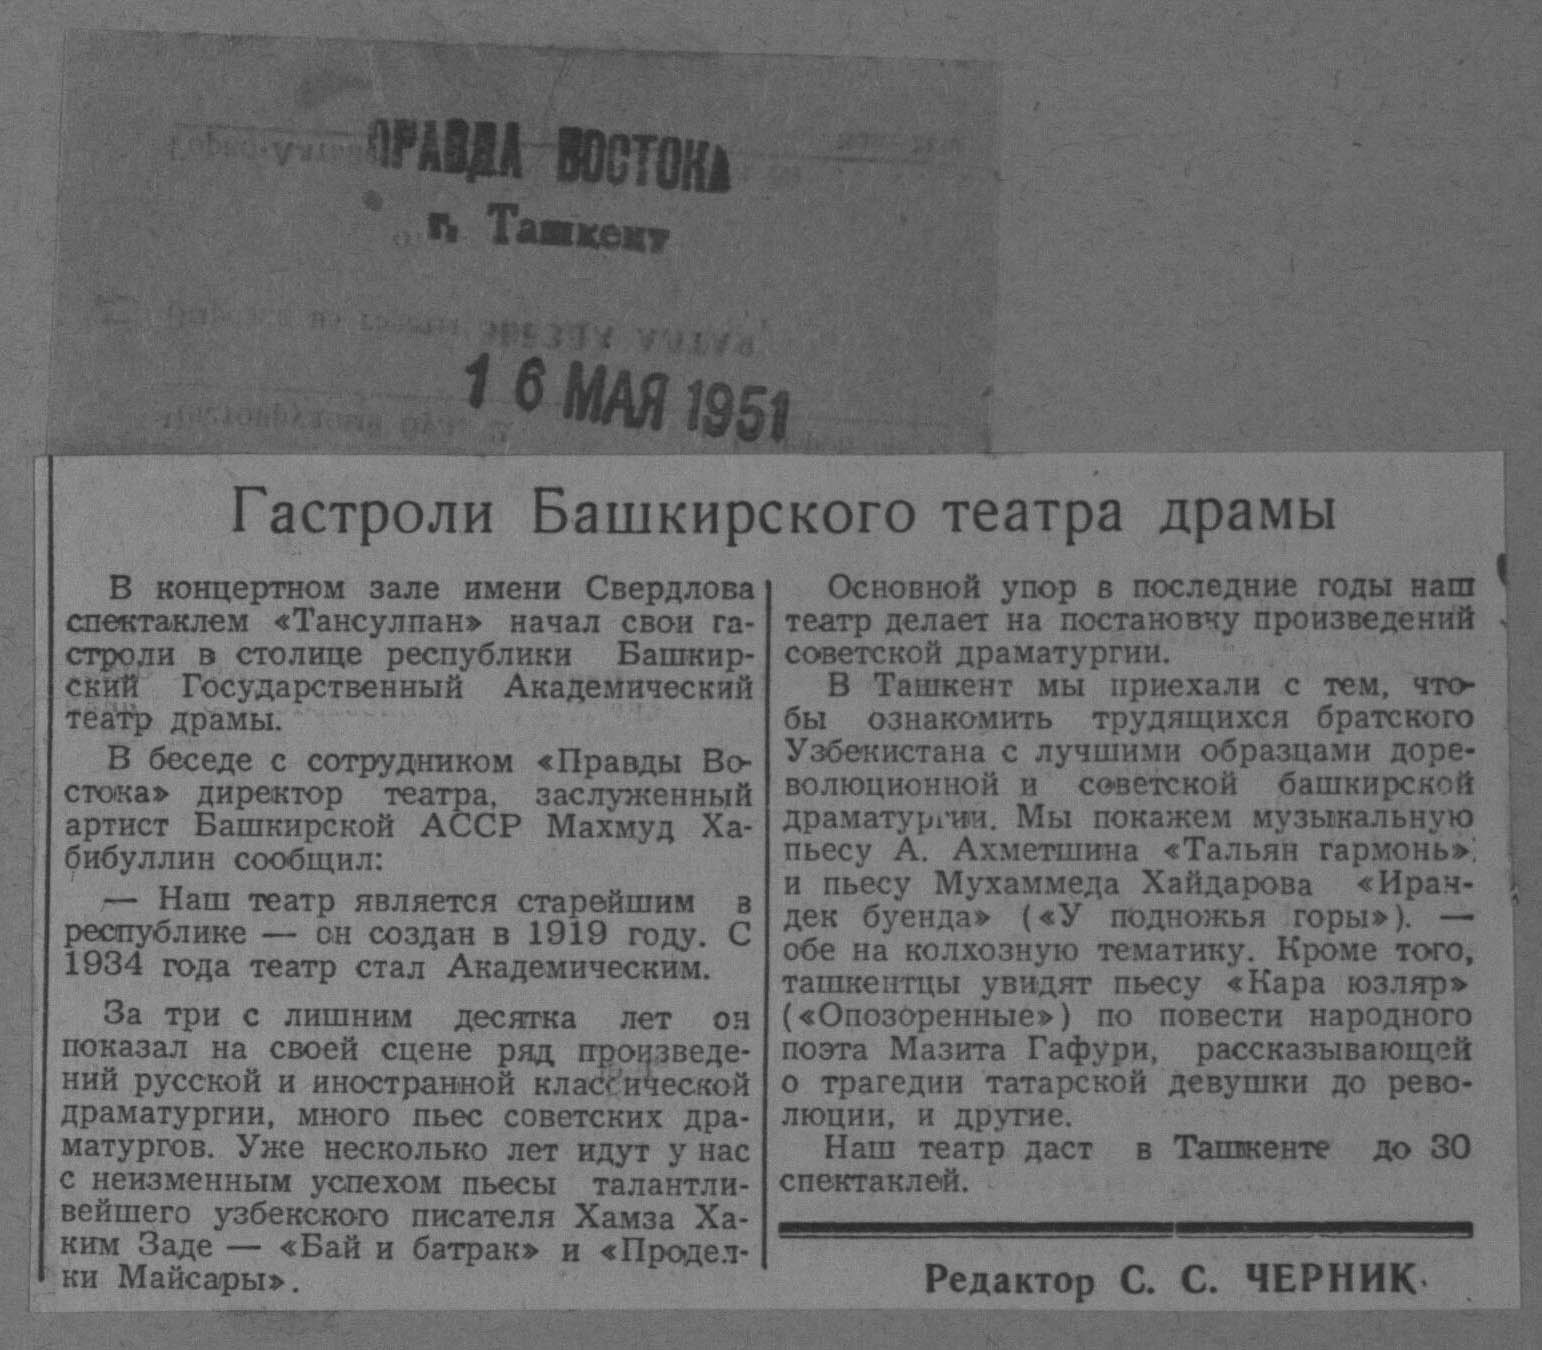 ПРАВДА ВОСТОКА
г. Ташкент
16 МАЯ 1951
Гастроли Башкирского театра драмы
В концертном зале имени Свердлова
спектаклем «Тансулпан» начал свои га-
строли в столице республики Башкир-
ский Государственный Академический
театр драмы.
В беседе с сотрудником «Правды Во-
стока» директор театра, заслуженный
артист Башкирской АССР Махмуд Ха-
бибуллин сообщил:
— Наш театр является старейшим в
республике — он создан в 1919 году. С
1934 года театр стал Академическим.
За три с лишним десятка лет он
показал на своей сцене ряд произведе-
ний русской и иностранной классической
драматургии, много пьес советских дра-
матургов. Уже несколько лет идут у нас
с неизменным успехом пьесы талантли-
вейшего узбекского писателя Хамза Ха-
ким Заде — «Бай и батрак» и «Продел-
ки Майсары».
Основной упор в последние годы наш
театр делает на постановку произведений
советской драматургии.
В Ташкент мы приехали с тем, что-
бы ознакомить трудящихся братского
Узбекистана с лучшими образцами доре-
волюционной и советской башкирской
драматургии. Мы покажем музыкальную
пьесу А. Ахметшина «Тальян гармонь»
и пьесу Мухаммеда Хайдарова «Иран-
дек буенда» («У подножья горы»). —
обе на колхозную тематику. Кроме того,
ташкентцы увидят пьесу «Кара юзляр»
(«Опозоренные») по повести народного
поэта Мазита Гафури, рассказывающей
о трагедии татарской девушки до рево-
люции, и другие.
Наш театр даст в Ташкенте до 30
спектаклей.
Редактор С. С. ЧЕРНИК.